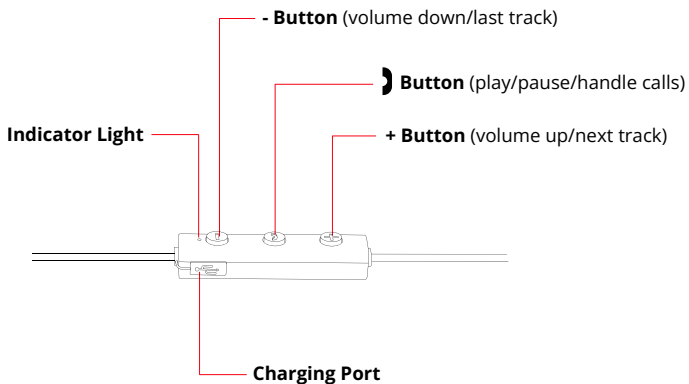 - Button (volume down/last track)
Button (play/pause/handle calls)
Indicator Light
+ Button (volume up/next track)
Charging Port